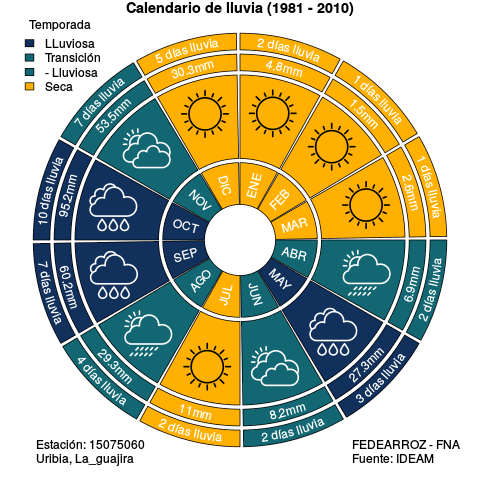 Calendario de lluvia (1981 - 2010)
Temporada
LLuviosa
Transición
- Lluviosa
Seca
2 días lluvia
4.8mm
ENE
1 días lluvia
1.5mm
FEB
1 días lluvia
2.6mm
MAR
2 días lluvia
6.9mm
ABR
3 días lluvia
27.3mm
MAY
2 días lluvia
8.2mm
JUN
2 días lluvia
11mm
JUL
4 días lluvia
29.3mm
AGO
7 días lluvia
60.2mm
SEP
10 días lluvia
95.2mm
OCT
7 días lluvia
53.5mm
NOV
5 días lluvia
30.3mm
DIC
Estación: 15075060
Uribia, La_guajira
FEDEARROZ - FNA
Fuente: IDEAM